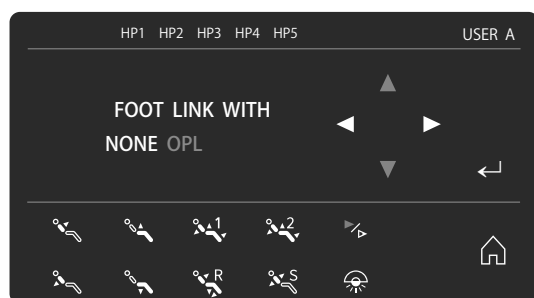 HP1 HP2 HP3 HP4 HP5 USER A
FOOT LINK WITH
NONE OPL
1 2
R S